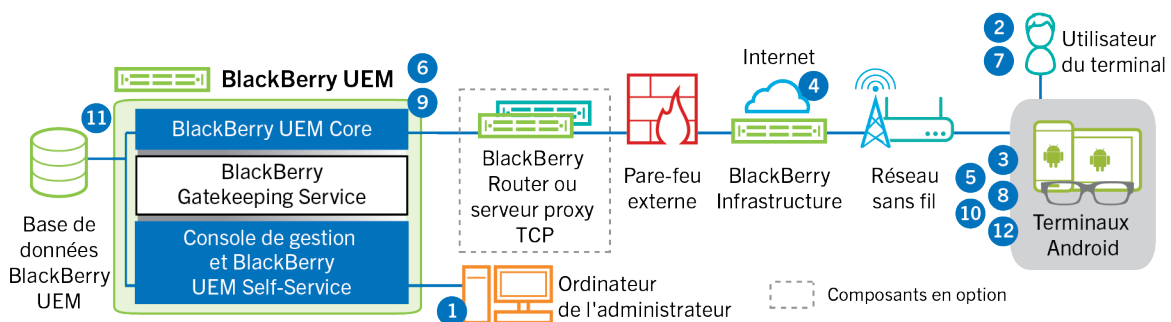 BlackBerry UEM
6
9
11
BlackBerry UEM Core
BlackBerry
Gatekeeping Service
Console de gestion
et BlackBerry
UEM Self-Service
Base de
données
BlackBerry
UEM
1
Ordinateur
de l'administrateur
BlackBerry
Router ou
serveur proxy
TCP
Pare-feu
externe
Internet
4
BlackBerry
Infrastructure
Réseau
sans fil
2
7
Utilisateur
du terminal
3
5
8
10
12
Terminaux
Android
Composants en option